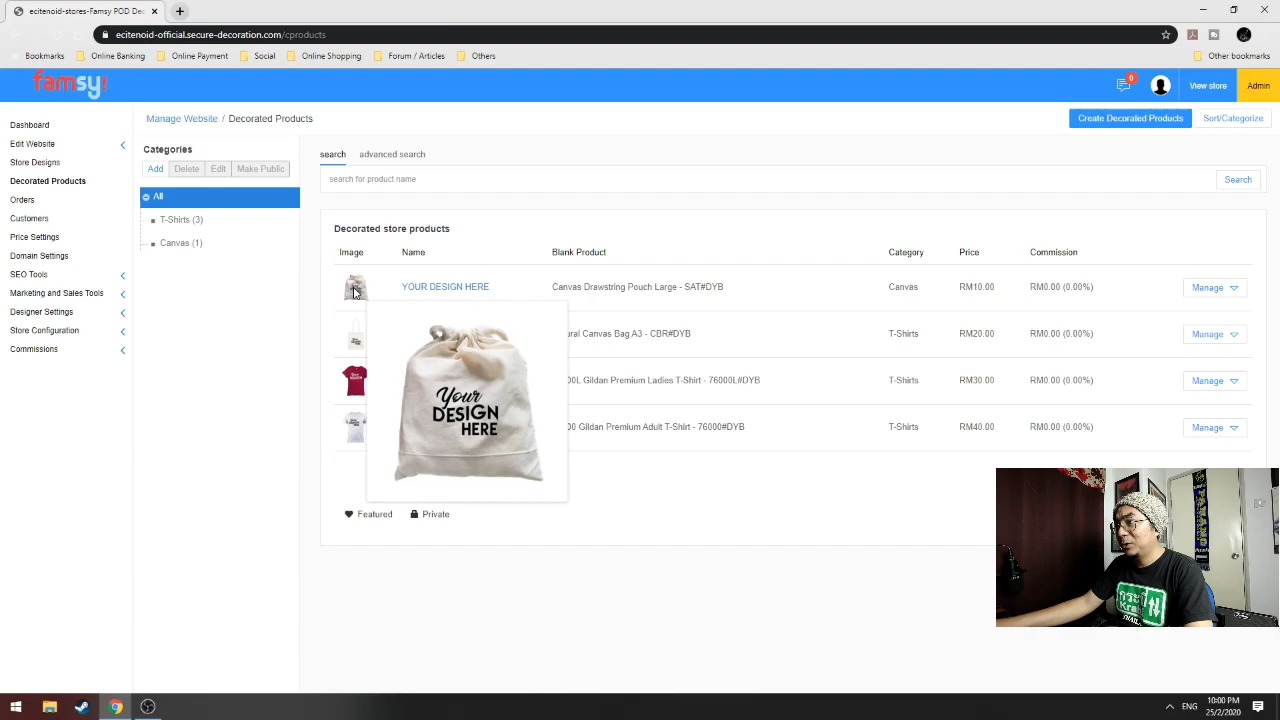 ecitenoid-official.secure-decoration.com/cproducts
Bookmarks Online Banking Online Payment Social Shipping Forum / Articles Others Other bookmarks
famsy!
0 View store Admin
Manage Website / Decorated Products Create Decorated Products Sort/Categorize
Dashboard
Edit Website
Store Designs
Decorated Products
Orders
Customers
Price Settings
Domain Settings
SEO Tools
Marketing and Sales Tools
Designer Settings
Store Configuration
Commissions
Categories
Add Delete Edit Make Public
All
T-Shirts (3)
Canvas (1)
search advanced search
search for product name Search
Decorated store products
Image Name Blank Product Category Price Commission
YOUR DESIGN HERE Canvas Drawstring Pouch Large - SAT#DYB Canvas RM10.00 RM0.00 (0.00%) Manage
ural Canvas Bag A3 - CBR#DYB T-Shirts RM20.00 RM0.00 (0.00%) Manage
00L Gildan Premium Ladies T-Shirt - 76000L#DYB T-Shirts RM30.00 RM0.00 (0.00%) Manage
00 Gildan Premium Adult T-Shirt - 76000#DYB T-Shirts RM40.00 RM0.00 (0.00%) Manage
Your
DESIGN
HERE
Featured Private
ENG
10:00 PM
25/2/2020